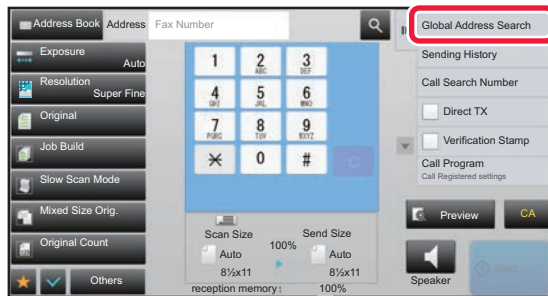 Address Book
Address
Fax Number
Global Address Search
Exposure
Auto
Sending History
Resolution
Super Fine
Call Search Number
Original
Direct TX
Job Build
Verification Stamp
Slow Scan Mode
Call Program
Call Registered settings
Mixed Size Orig.
Preview
CA
Original Count
Others
1
2 ABC
3 DEF
4 GHI
5 JKL
6 MNO
7 PQRS
8 TUV
9 WXYZ
0
#
C
Scan Size
100%
Send Size
Auto
Auto
8½x11
8½x11
reception memory:
100%
Speaker
Start